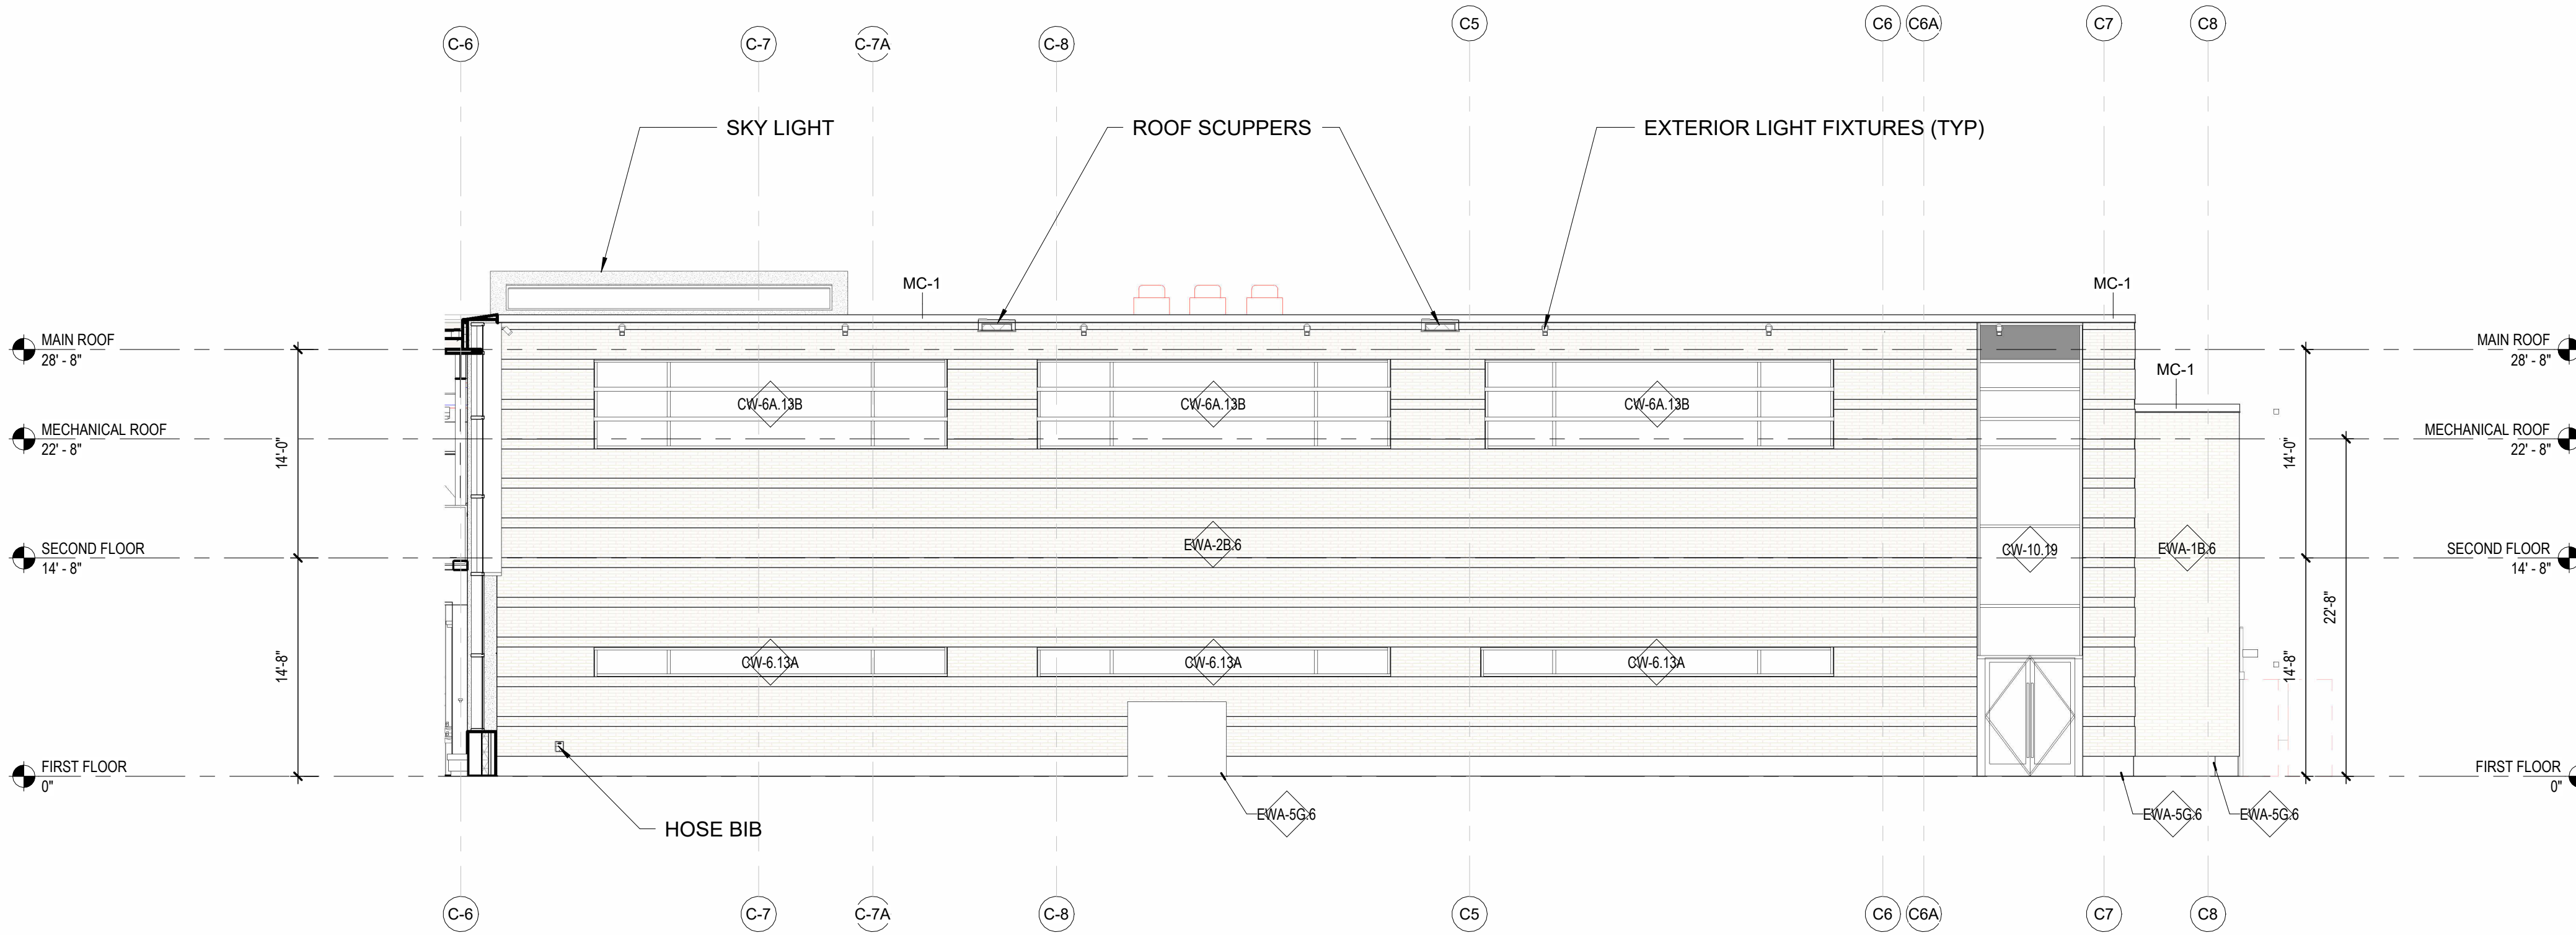 C-6
C-7
C-7A
C-8
C5
C6
C6A
C7
C8
SKY LIGHT
ROOF SCUPPERS
EXTERIOR LIGHT FIXTURES (TYP)
MC-1
MC-1
MAIN ROOF
28' - 8"
MAIN ROOF
28' - 8"
MC-1
CW-6A.13B
CW-6A.13B
CW-6A.13B
MECHANICAL ROOF
22' - 8"
MECHANICAL ROOF
22' - 8"
14'-0"
14'-0"
SECOND FLOOR
14' - 8"
EWA-2B.6
CW-10.19
EWA-1B.6
SECOND FLOOR
14' - 8"
22'-8"
14'-8"
CW-6.13A
CW-6.13A
CW-6.13A
14'-8"
FIRST FLOOR
0"
FIRST FLOOR
0"
HOSE BIB
EWA-5G.6
EWA-5G.6
EWA-5G.6
C-6
C-7
C-7A
C-8
C5
C6
C6A
C7
C8